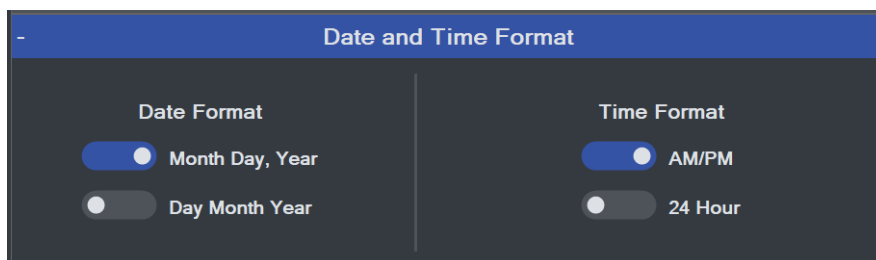 - Date and Time Format
Date Format
Month Day, Year
Day Month Year
Time Format
AM/PM
24 Hour